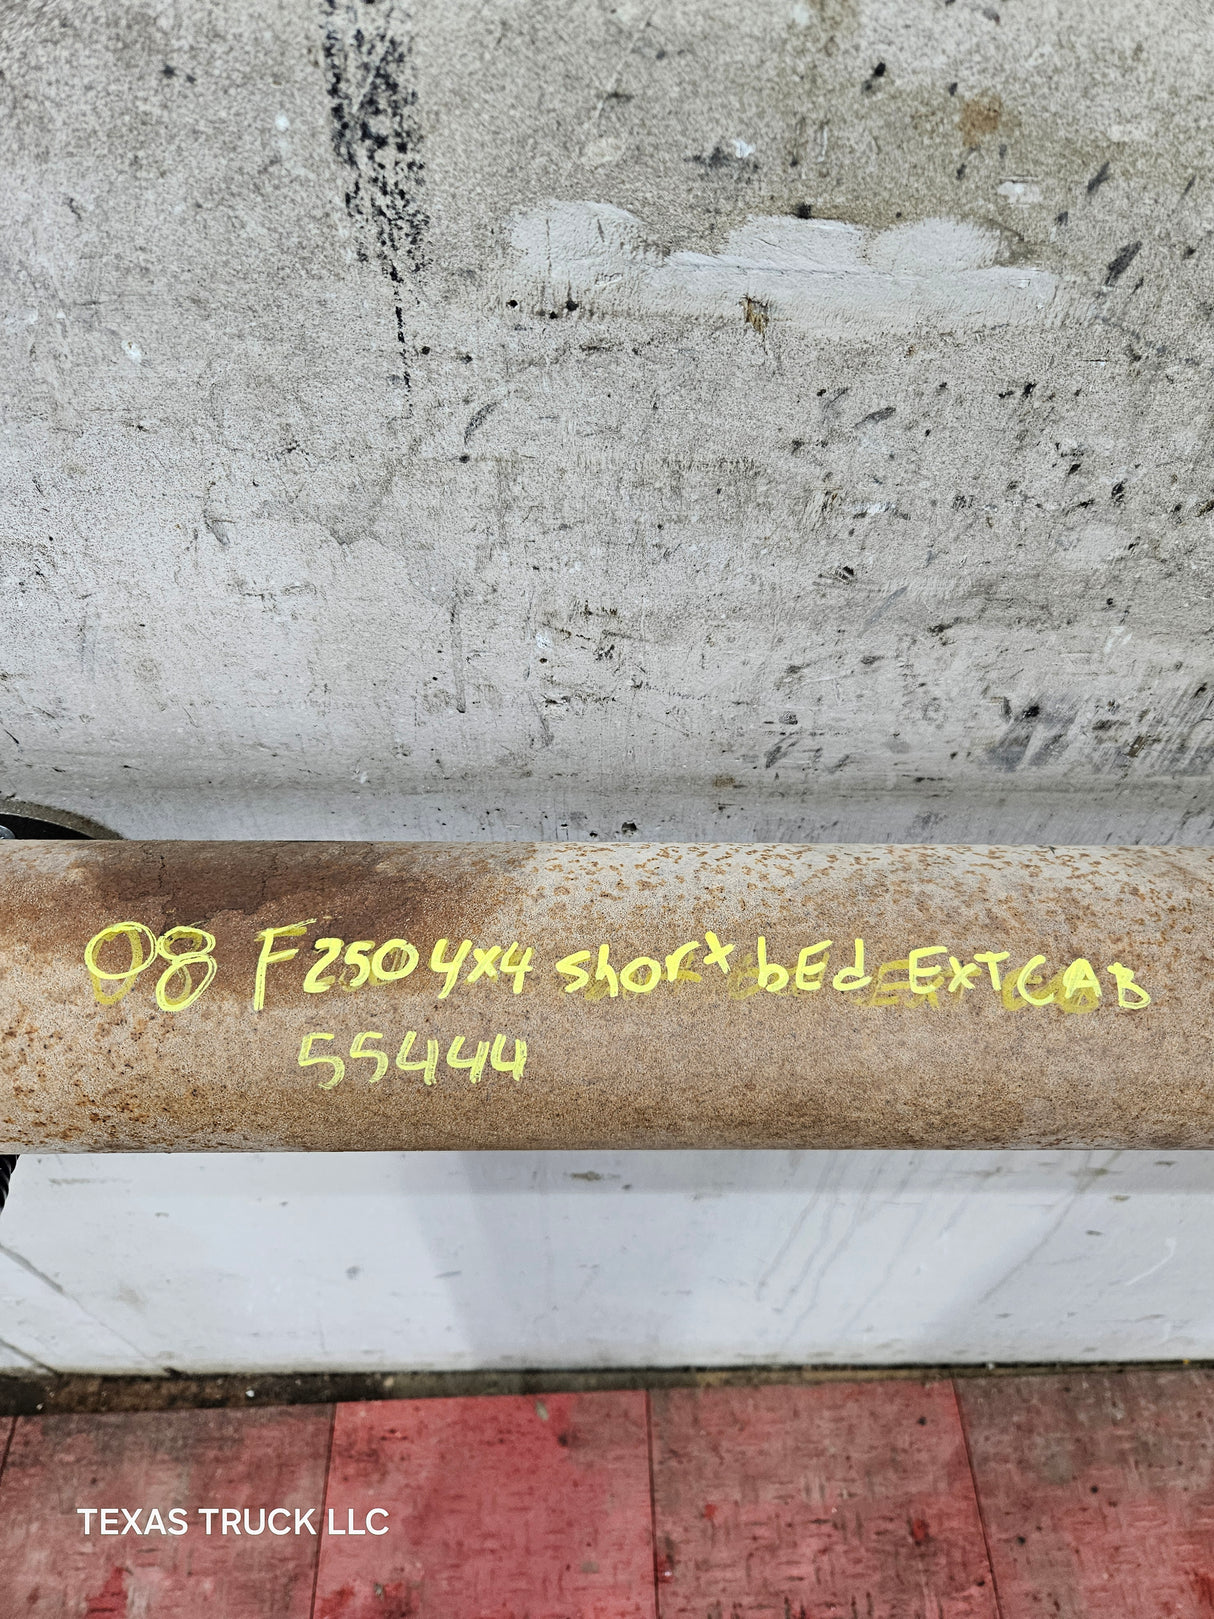 08 F250 4x4 short bEd EXTCAB
55444
TEXAS TRUCK LLC